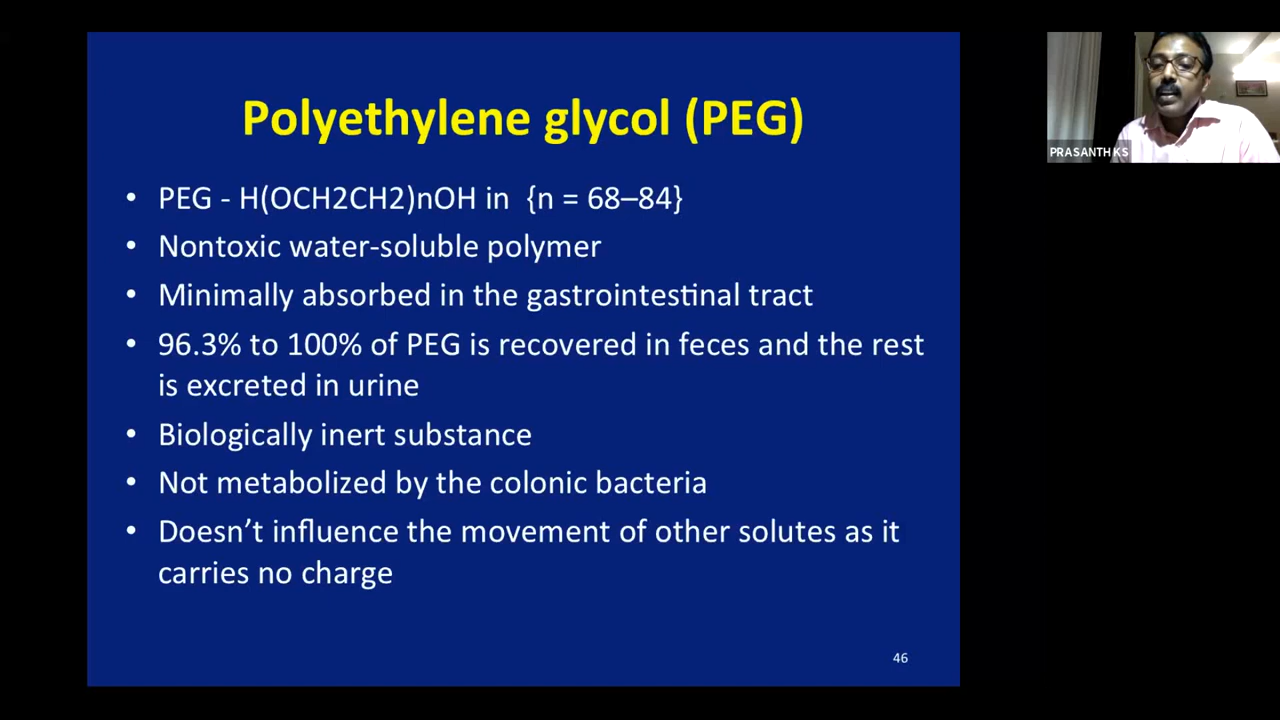 Polyethylene glycol (PEG)
• PEG - H(OCH2CH2)nOH in {n = 68–84}
• Nontoxic water-soluble polymer
• Minimally absorbed in the gastrointestinal tract
• 96.3% to 100% of PEG is recovered in feces and the rest
is excreted in urine
• Biologically inert substance
• Not metabolized by the colonic bacteria
• Doesn’t influence the movement of other solutes as it
carries no charge
46
PRASANTH KS